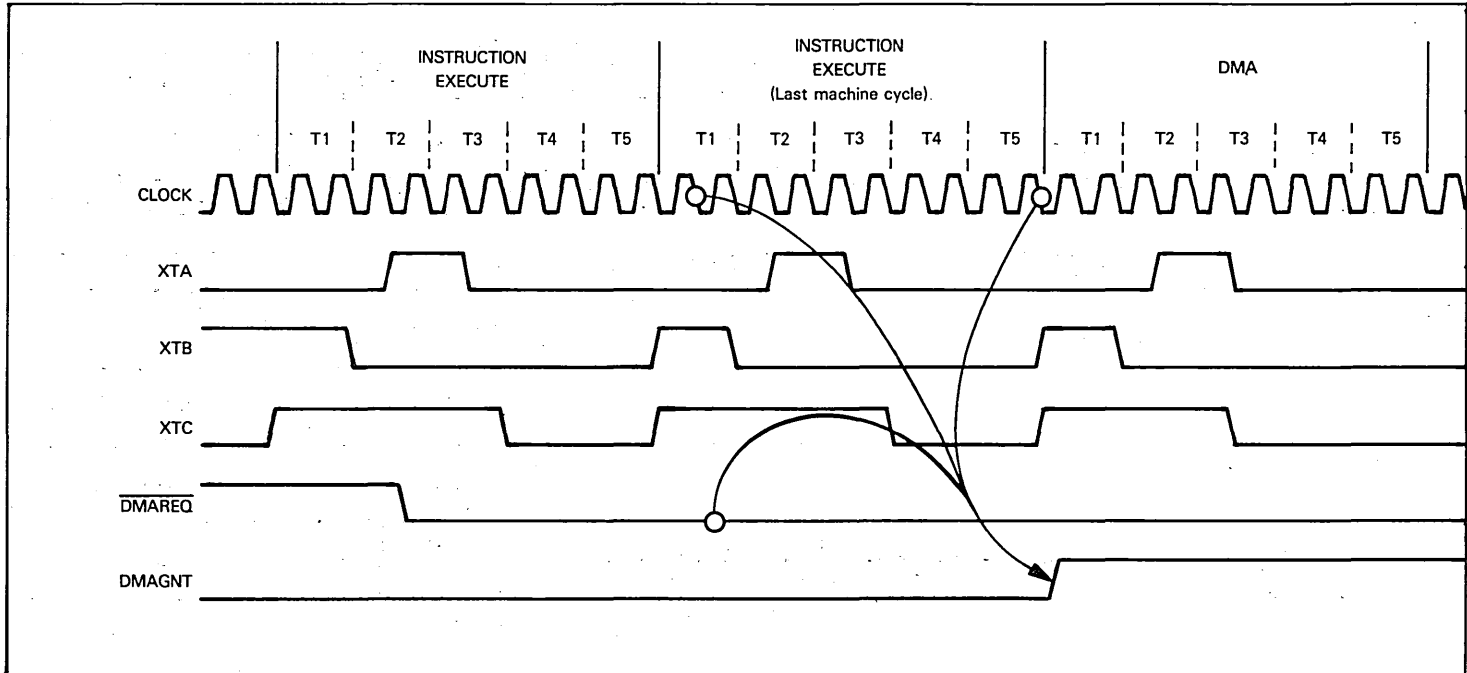 INSTRUCTION
EXECUTE
INSTRUCTION
EXECUTE
(Last machine cycle).
DMA
T1 T2 T3 T4 T5 T1 T2 T3 T4 T5 T1 T2 T3 T4 T5
CLOCK
XTA
XTB
XTC
DMAREQ
DMAGNT